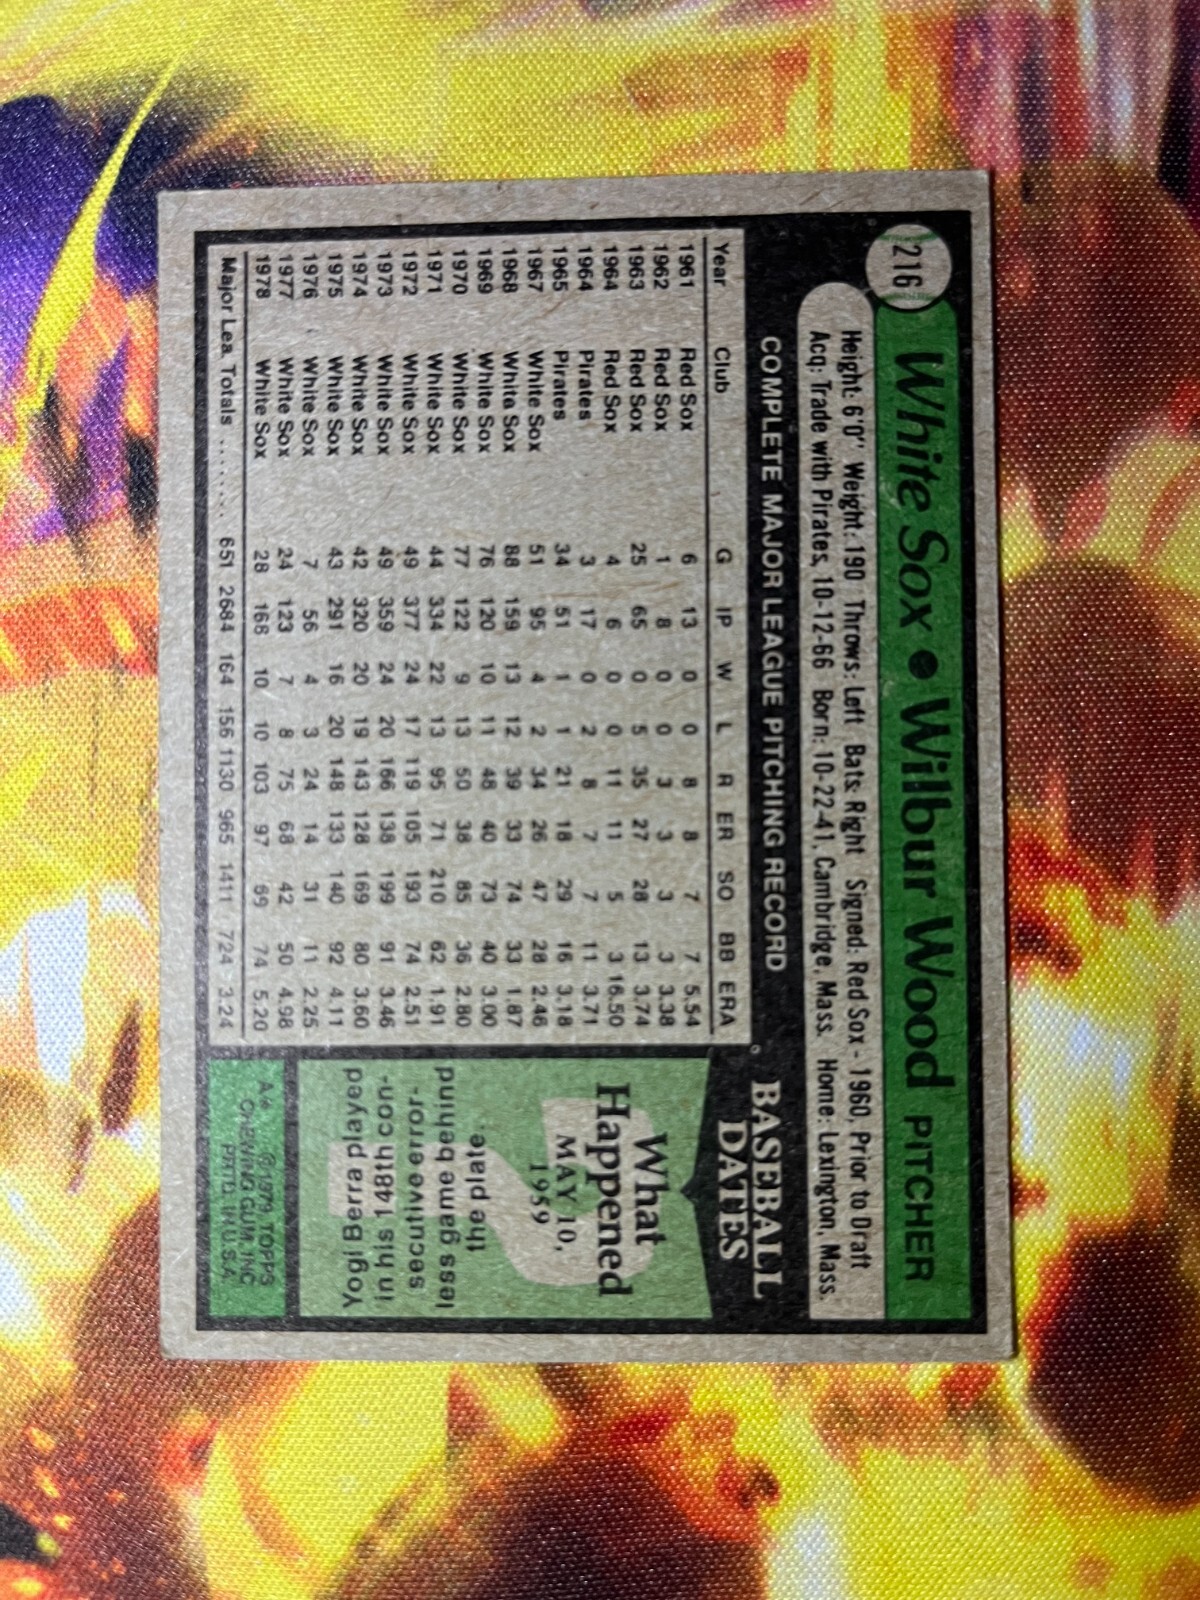 216
White Sox • Wilbur Wood PITCHER
Height: 6'0" Weight: 190 Throws: Left Bats: Right Signed: Red Sox - 1960, Prior to Draft
Acq: Trade with Pirates, 10-12-66 Born: 10-22-41, Cambridge, Mass. Home: Lexington, Mass.
COMPLETE MAJOR LEAGUE PITCHING RECORD
Year Club G IP W L R ER SO BB ERA
1961 Red Sox 6 13 0 0 8 8 7 7 5.54
1962 Red Sox 1 8 0 0 3 3 3 3 3.38
1963 Red Sox 25 65 0 5 35 27 28 13 3.74
1964 Red Sox 4 6 0 0 11 11 5 3 16.50
1964 Pirates 3 17 0 2 8 7 7 11 3.71
1965 Pirates 34 51 1 1 21 18 29 16 3.18
1967 White Sox 51 95 4 2 34 26 47 28 2.46
1968 White Sox 88 159 13 12 39 33 74 33 1.87
1969 White Sox 76 120 10 11 48 40 73 40 3.00
1970 White Sox 77 122 9 13 50 38 85 36 2.80
1971 White Sox 44 334 22 13 95 71 210 62 1.91
1972 White Sox 49 377 24 17 119 105 193 74 2.51
1973 White Sox 49 359 24 20 166 138 199 91 3.46
1974 White Sox 42 320 20 19 143 128 169 80 3.60
1975 White Sox 43 291 16 20 148 133 140 92 4.11
1976 White Sox 7 56 4 3 24 14 31 11 2.25
1977 White Sox 24 123 7 8 75 68 42 50 4.98
1978 White Sox 28 168 10 10 103 97 69 74 5.20
Major Lea. Totals ....... 651 2684 164 156 1130 965 1411 724 3.24
BASEBALL
DATES
What
Happened
MAY 10,
1959
Yogi Berra played
in his 148th con-
secutive error-
less game behind
the plate.
A* ©1979 TOPPS
CHEWING GUM, INC.
PRTD. IN U.S.A.